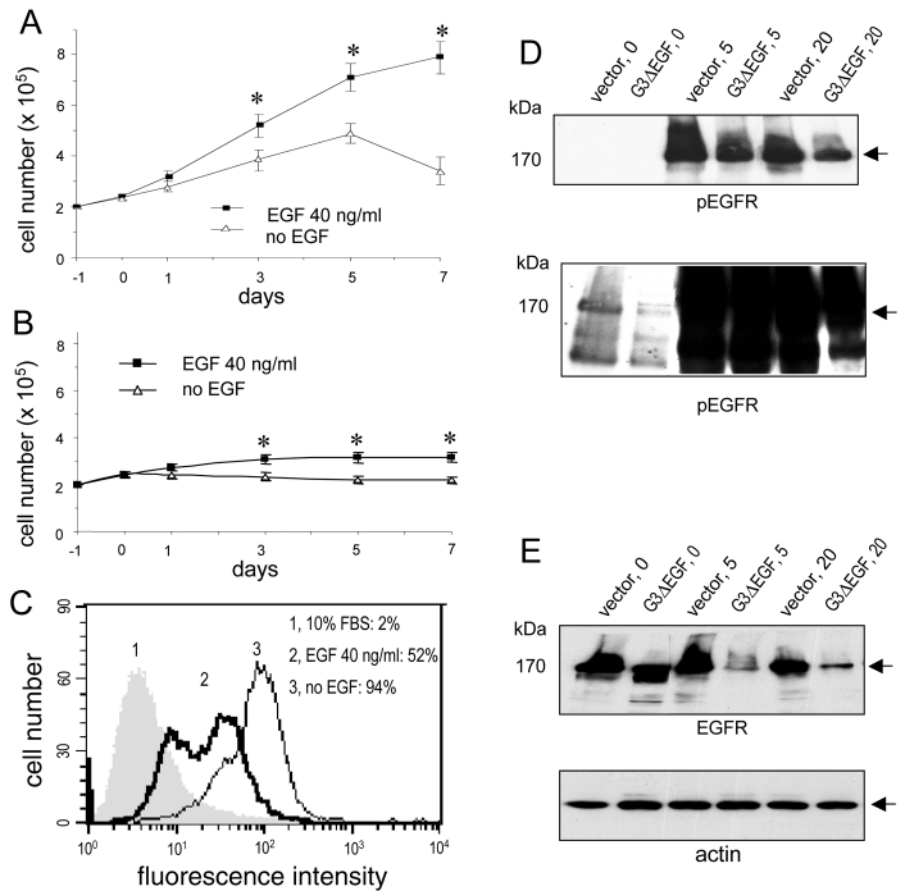 A
cell number (x 10⁵)
8
6
4
2
0
EGF 40 ng/ml
no EGF
* * *
-1 0 1 3 5 7
days
B
cell number (x 10⁵)
8
6
4
2
0
EGF 40 ng/ml
no EGF
* * *
-1 0 1 3 5 7
days
C
cell number
90
60
30
0
1
2
3
1, 10% FBS: 2%
2, EGF 40 ng/ml: 52%
3, no EGF: 94%
10⁰ 10¹ 10² 10³ 10⁴
fluorescence intensity
D
vector, 0
G3ΔEGF, 0
vector, 5
G3ΔEGF, 5
vector, 20
G3ΔEGF, 20
kDa
170
pEGFR
kDa
170
pEGFR
E
vector, 0
G3ΔEGF, 0
vector, 5
G3ΔEGF, 5
vector, 20
G3ΔEGF, 20
kDa
170
EGFR
actin